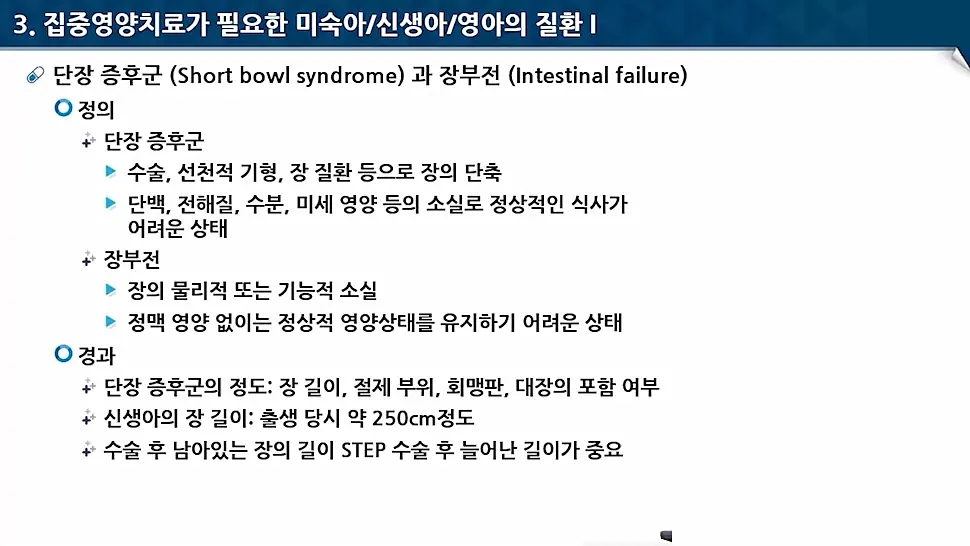 3. 집중영양치료가 필요한 미숙아/신생아/영아의 질환 I
단장 증후군 (Short bowl syndrome) 과 장부전 (Intestinal failure)
정의
단장 증후군
수술, 선천적 기형, 장 질환 등으로 장의 단축
단백, 전해질, 수분, 미세 영양 등의 소실로 정상적인 식사가
어려운 상태
장부전
장의 물리적 또는 기능적 소실
정맥 영양 없이는 정상적 영양상태를 유지하기 어려운 상태
경과
단장 증후군의 정도: 장 길이, 절제 부위, 회맹판, 대장의 포함 여부
신생아의 장 길이: 출생 당시 약 250cm정도
수술 후 남아있는 장의 길이 STEP 수술 후 늘어난 길이가 중요